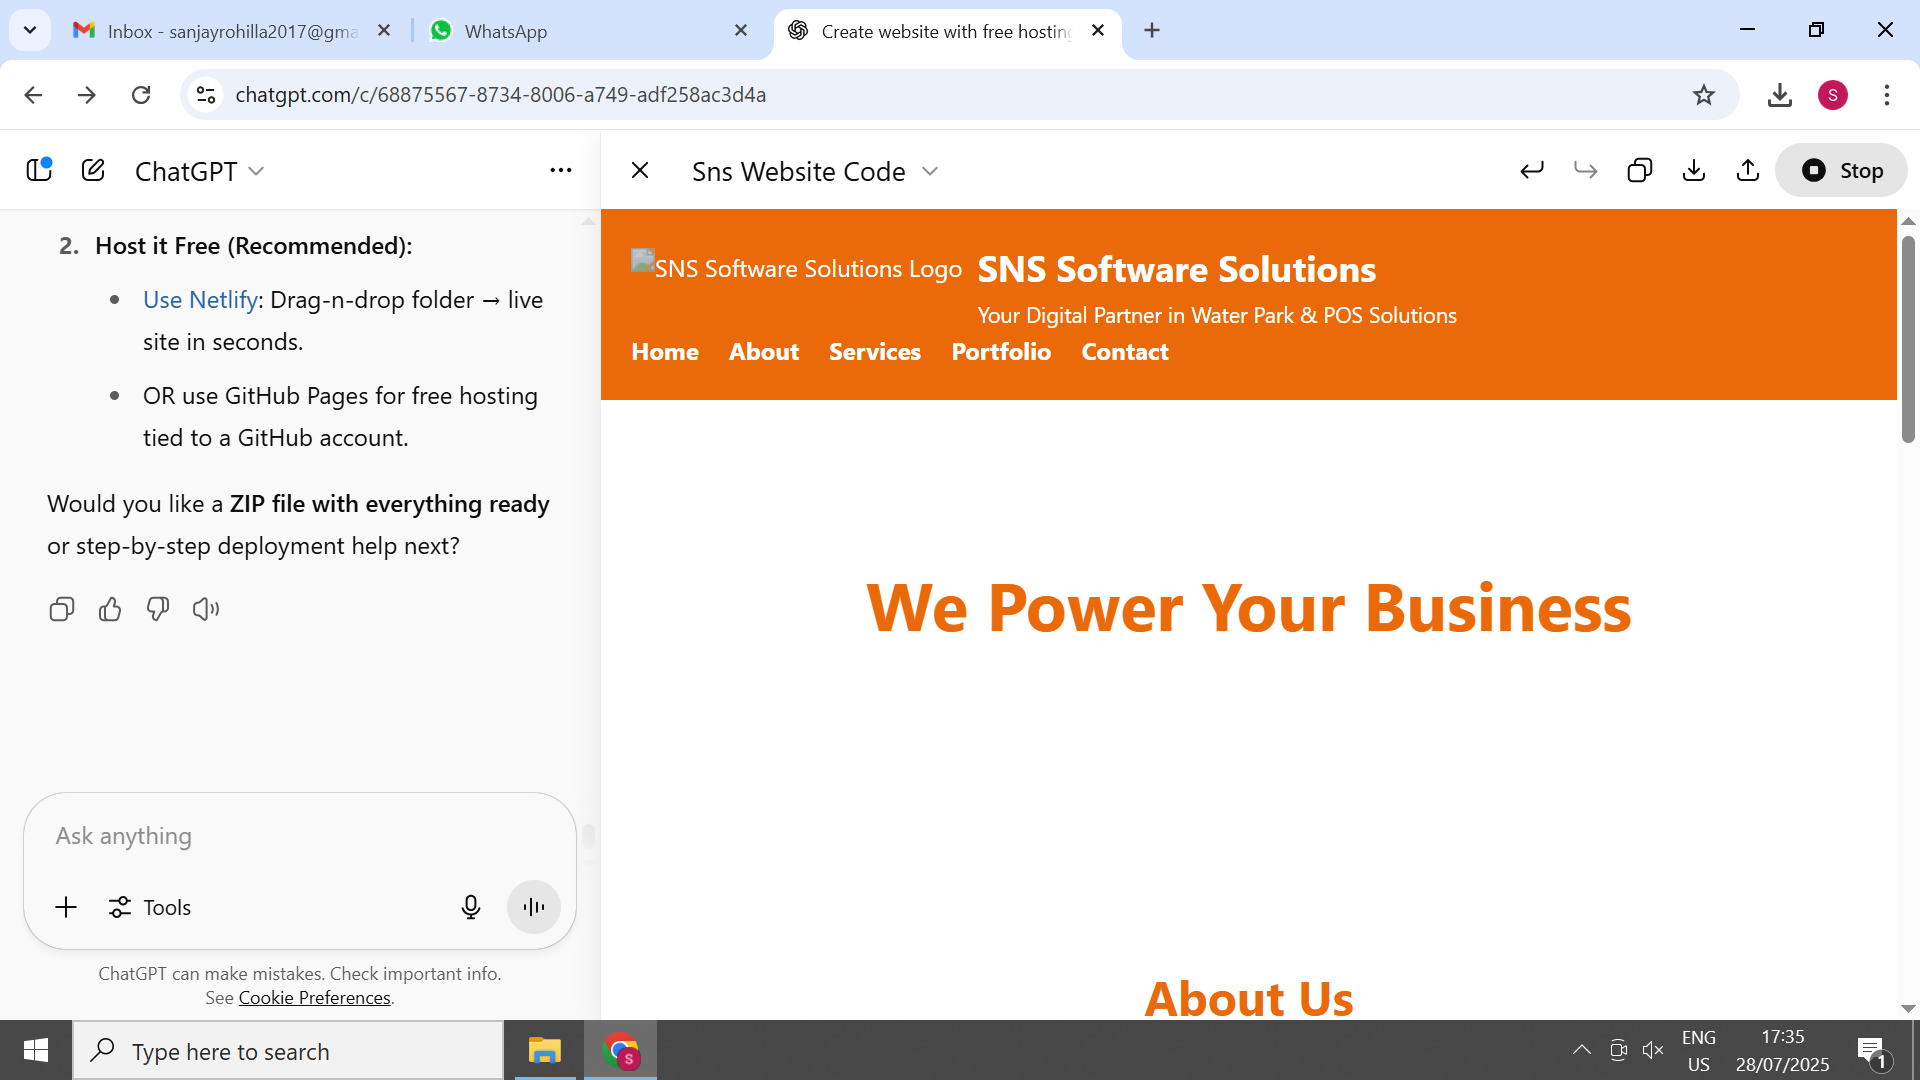 Inbox - sanjayrohilla2017@gma
WhatsApp
Create website with free hosting
chatgpt.com/c/68875567-8734-8006-a749-adf258ac3d4a
S
ChatGPT
Sns Website Code
Stop
2. Host it Free (Recommended):
• Use Netlify: Drag-n-drop folder → live
site in seconds.
• OR use GitHub Pages for free hosting
tied to a GitHub account.
Would you like a ZIP file with everything ready
or step-by-step deployment help next?
Ask anything
Tools
ChatGPT can make mistakes. Check important info.
See Cookie Preferences.
SNS Software Solutions Logo
SNS Software Solutions
Your Digital Partner in Water Park & POS Solutions
Home About Services Portfolio Contact
We Power Your Business
About Us
Type here to search
S
ENG
US
17:35
28/07/2025
1